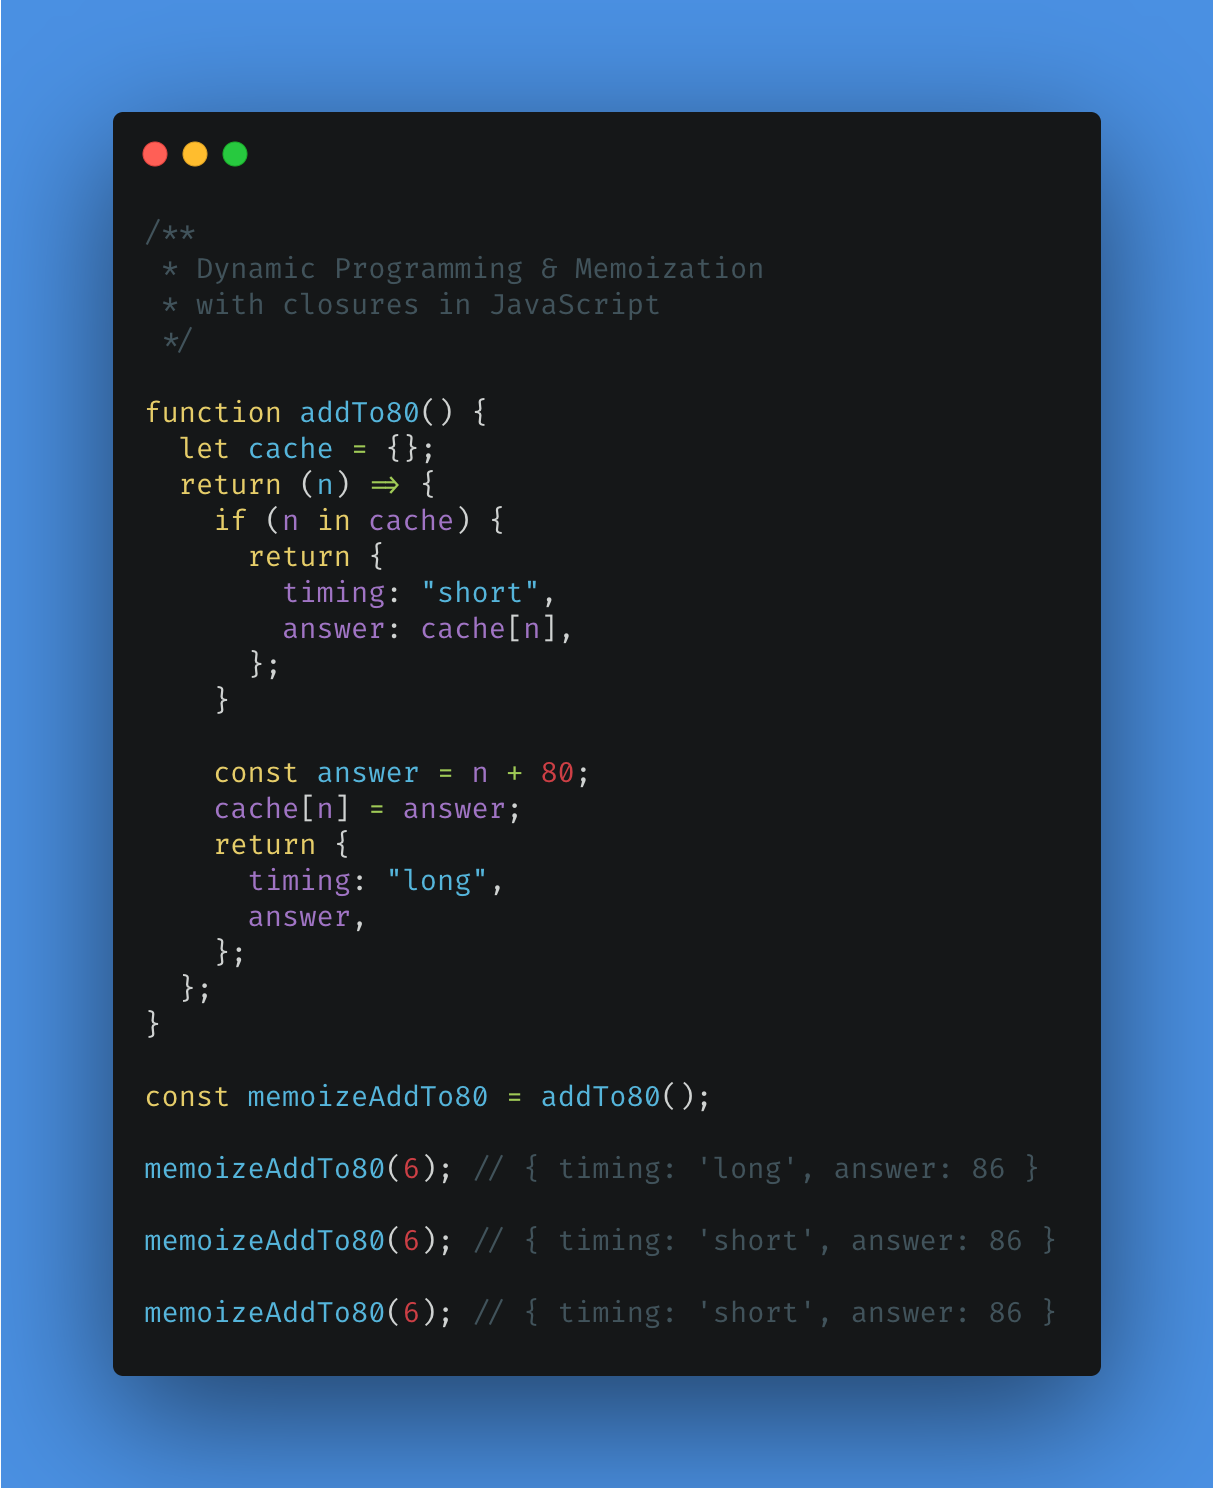 /**
 * Dynamic Programming & Memoization
 * with closures in JavaScript
 */
function addTo80() {
  let cache = {};
  return (n) => {
    if (n in cache) {
      return {
        timing: "short",
        answer: cache[n],
      };
    }
    const answer = n + 80;
    cache[n] = answer;
    return {
      timing: "long",
      answer,
    };
  };
}
const memoizeAddTo80 = addTo80();
memoizeAddTo80(6); // { timing: 'long', answer: 86 }
memoizeAddTo80(6); // { timing: 'short', answer: 86 }
memoizeAddTo80(6); // { timing: 'short', answer: 86 }